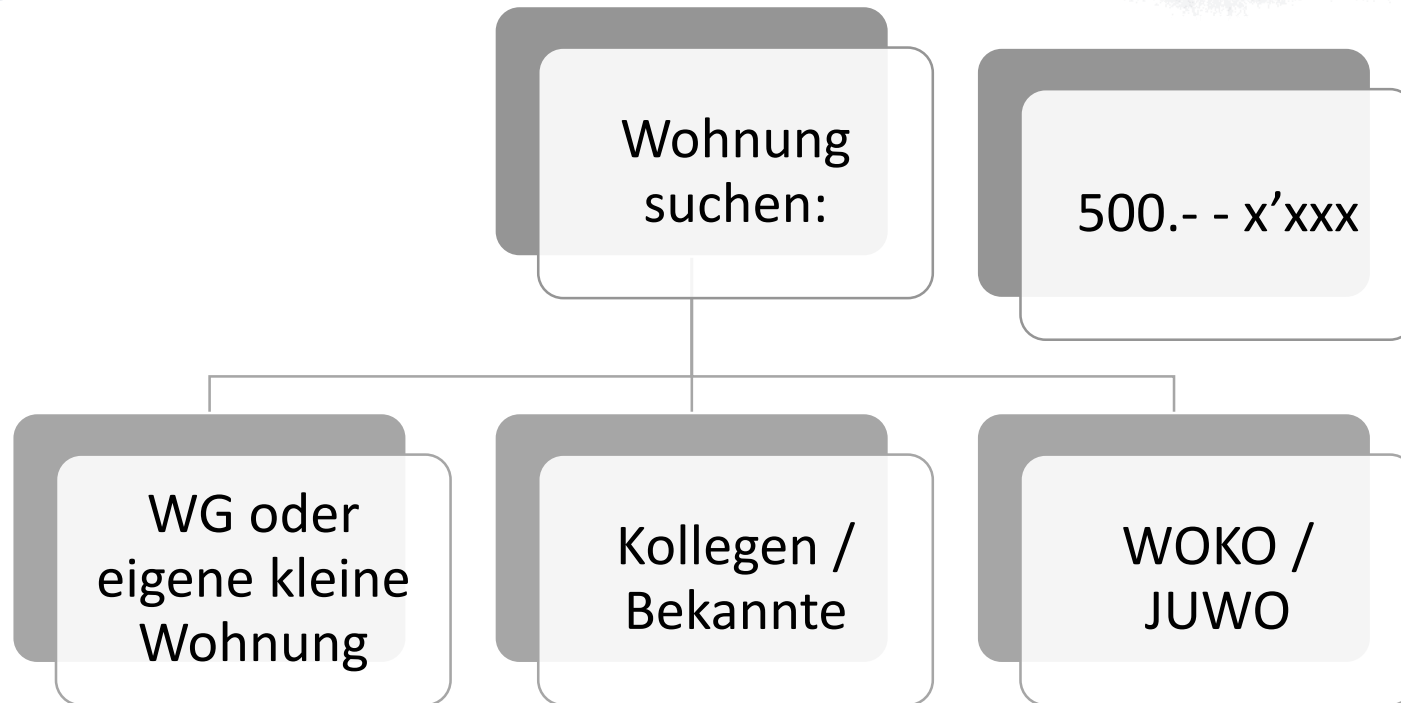 Wohnung
suchen:
500.- - x’xxx
WG oder
eigene kleine
Wohnung
Kollegen /
Bekannte
WOKO /
JUWO